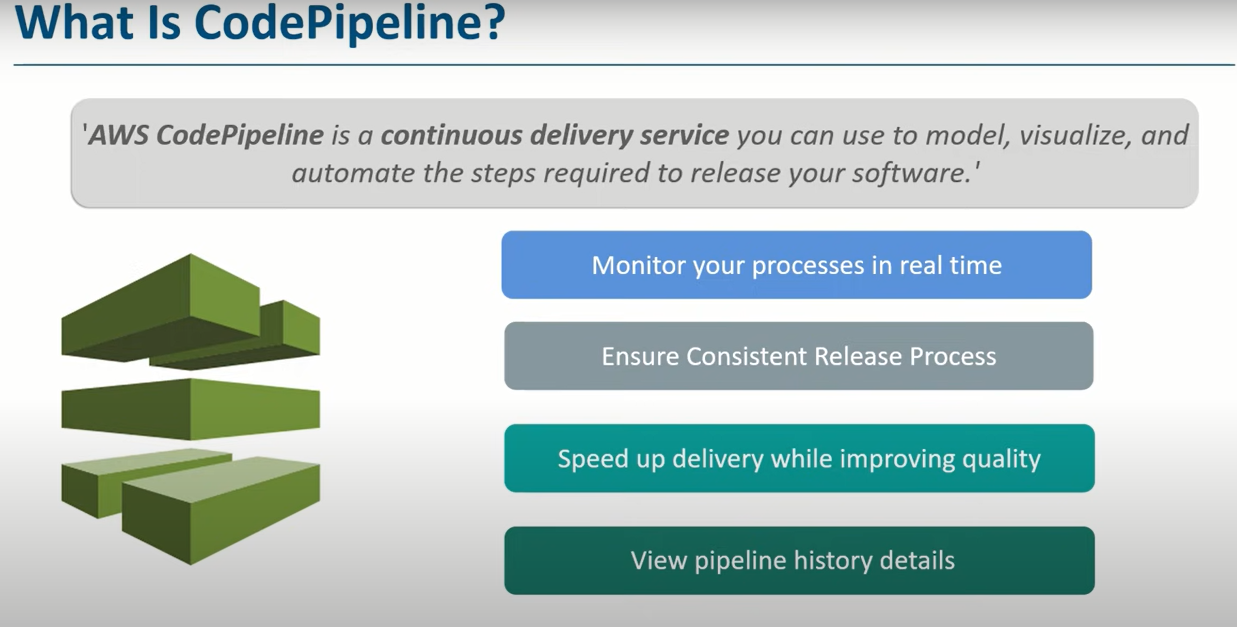 What Is CodePipeline?
'AWS CodePipeline is a continuous delivery service you can use to model, visualize, and
automate the steps required to release your software.'
Monitor your processes in real time
Ensure Consistent Release Process
Speed up delivery while improving quality
View pipeline history details